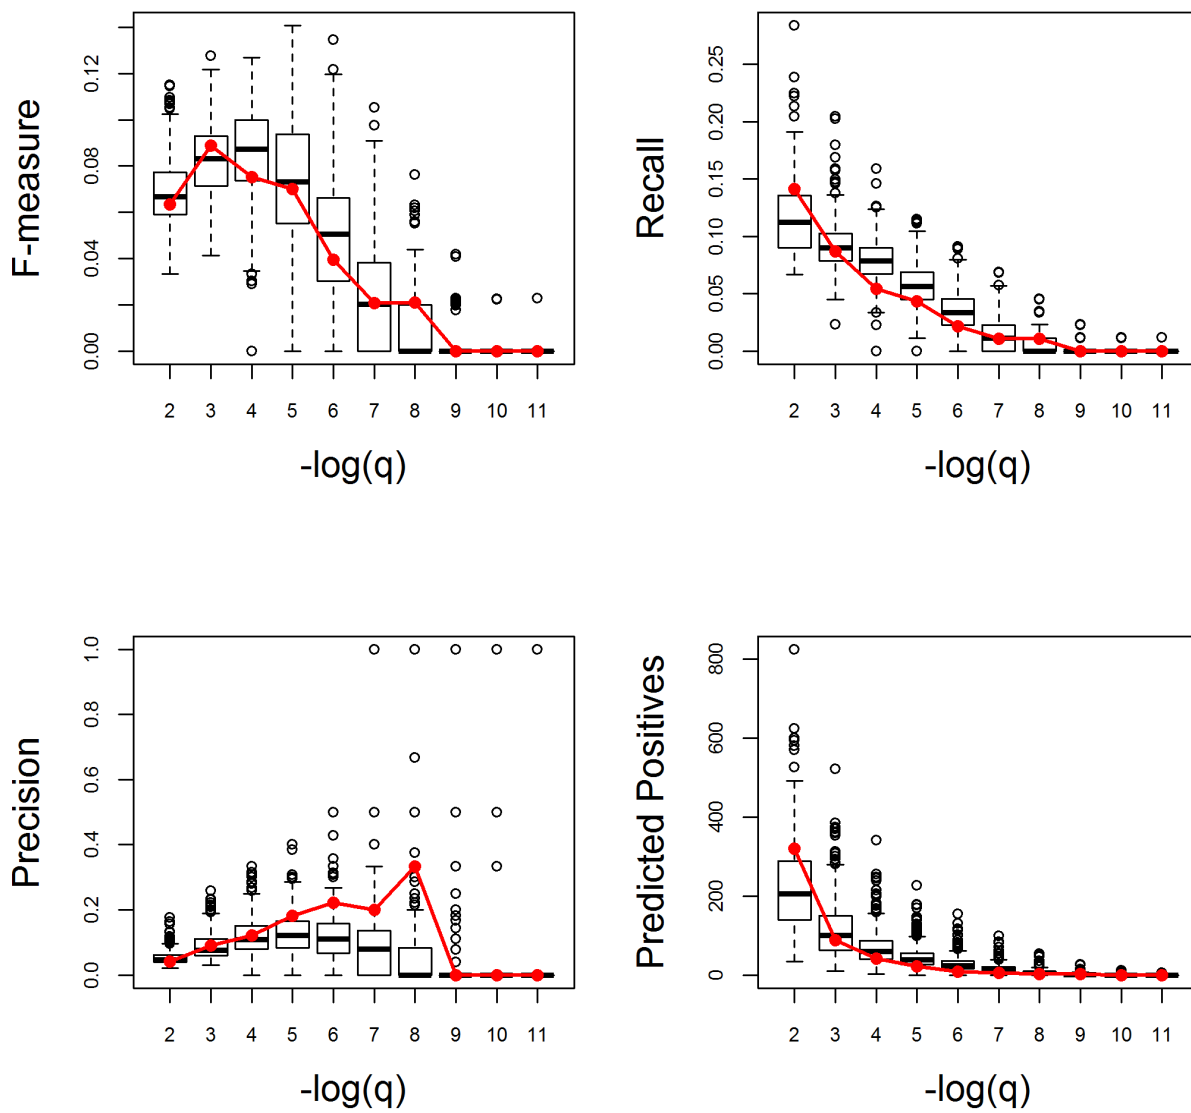 F-measure
0.00 0.04 0.08 0.12
2 3 4 5 6 7 8 9 10 11
-log(q)
Recall
0.00 0.05 0.10 0.15 0.20 0.25
2 3 4 5 6 7 8 9 10 11
-log(q)
Precision
0.0 0.2 0.4 0.6 0.8 1.0
2 3 4 5 6 7 8 9 10 11
-log(q)
Predicted Positives
0 200 400 600 800
2 3 4 5 6 7 8 9 10 11
-log(q)